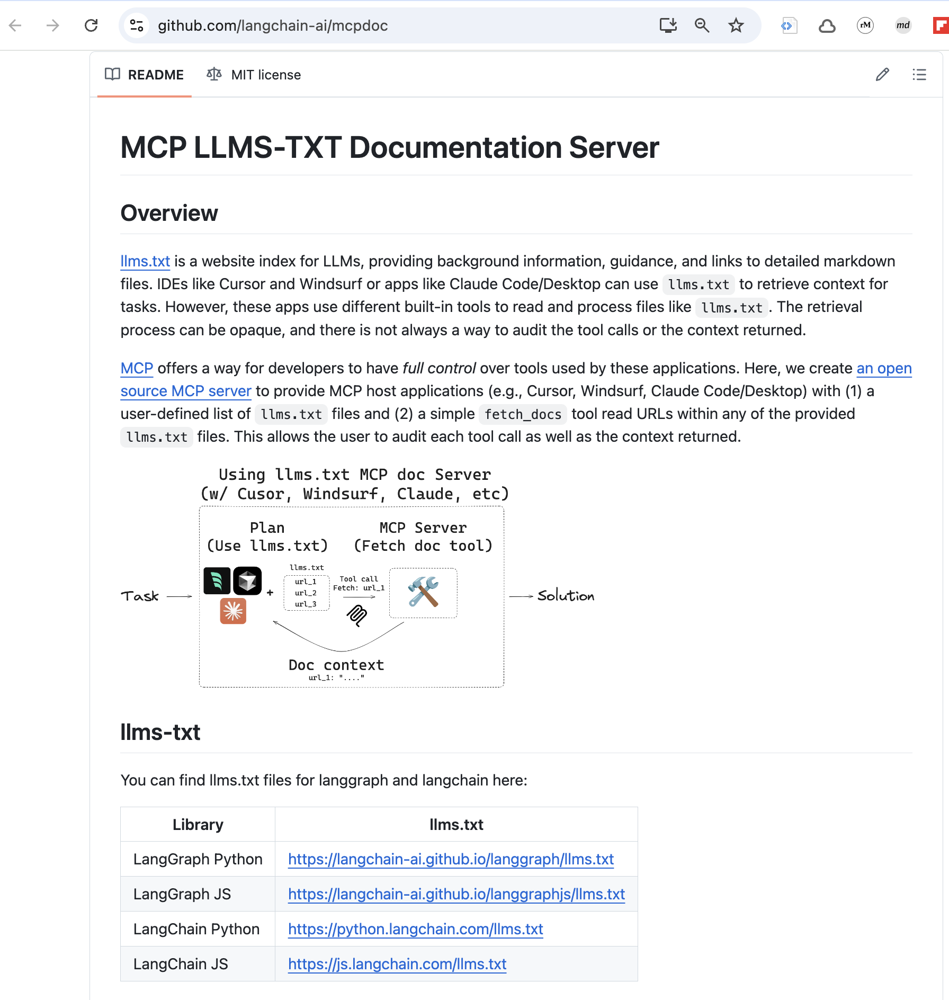 github.com/langchain-ai/mcpdoc
rM
md
README
MIT license
MCP LLMS-TXT Documentation Server
Overview
llms.txt is a website index for LLMs, providing background information, guidance, and links to detailed markdown
files. IDEs like Cursor and Windsurf or apps like Claude Code/Desktop can use llms.txt to retrieve context for
tasks. However, these apps use different built-in tools to read and process files like llms.txt. The retrieval
process can be opaque, and there is not always a way to audit the tool calls or the context returned.
MCP offers a way for developers to have full control over tools used by these applications. Here, we create an open
source MCP server to provide MCP host applications (e.g., Cursor, Windsurf, Claude Code/Desktop) with (1) a
user-defined list of llms.txt files and (2) a simple fetch_docs tool read URLs within any of the provided
llms.txt files. This allows the user to audit each tool call as well as the context returned.
Using llms.txt MCP doc Server
(w/ Cusor, Windsurf, Claude, etc)
Plan
(Use llms.txt)
MCP Server
(Fetch doc tool)
Task
+
llms.txt
url_1
url_2
url_3
Tool call
Fetch: url_1
Solution
Doc context
url_1: "...."
llms-txt
You can find llms.txt files for langgraph and langchain here:
Library llms.txt
LangGraph Python https://langchain-ai.github.io/langgraph/llms.txt
LangGraph JS https://langchain-ai.github.io/langgraphjs/llms.txt
LangChain Python https://python.langchain.com/llms.txt
LangChain JS https://js.langchain.com/llms.txt